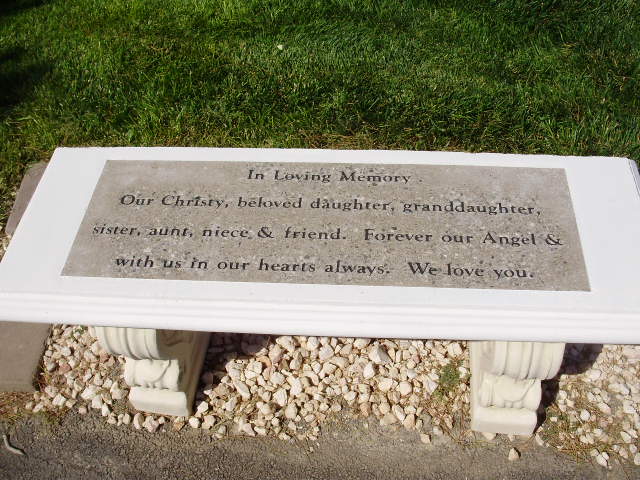 In Loving Memory
Our Christy, beloved daughter, granddaughter,
sister, aunt, niece & friend. Forever our Angel &
with us in our hearts always. We love you.